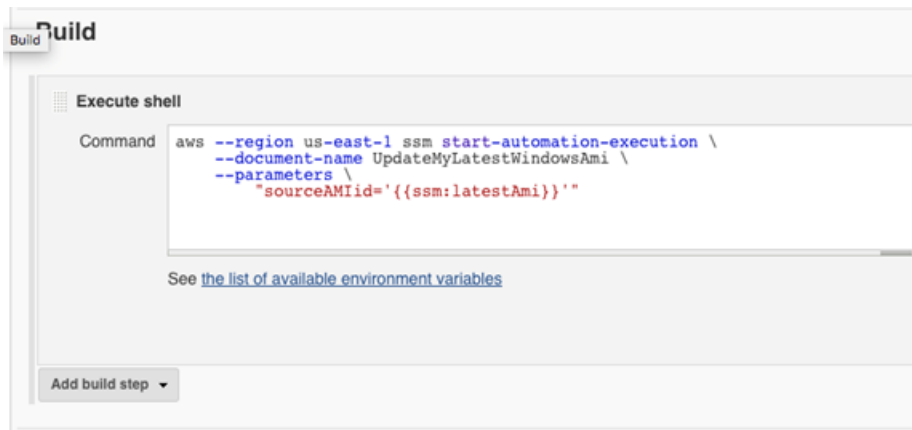 Build
Build
Execute shell
Command
aws --region us-east-1 ssm start-automation-execution \
--document-name UpdateMyLatestWindowsAmi \
--parameters \
"sourceAMIid='{{ssm:latestAmi}}'"
See the list of available environment variables
Add build step